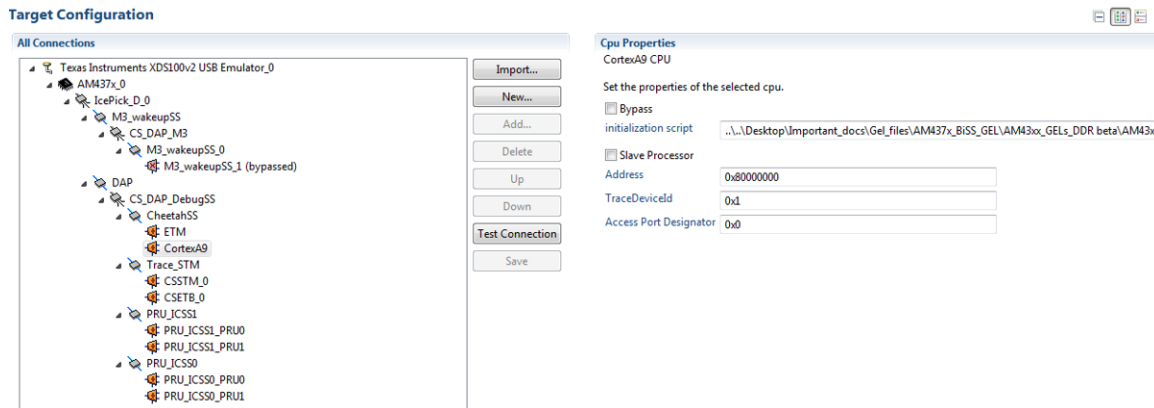 Target Configuration
All Connections
Texas Instruments XDS100v2 USB Emulator_0
AM437x_0
IcePick_D_0
M3_wakeupSS
CS_DAP_M3
M3_wakeupSS_0
M3_wakeupSS_1 (bypassed)
DAP
CS_DAP_DebugSS
CheetahSS
ETM
CortexA9
Trace_STM
CSSTM_0
CSETB_0
PRU_ICSS1
PRU_ICSS1_PRU0
PRU_ICSS1_PRU1
PRU_ICSS0
PRU_ICSS0_PRU0
PRU_ICSS0_PRU1
Import...
New...
Add...
Delete
Up
Down
Test Connection
Save
Cpu Properties
CortexA9 CPU
Set the properties of the selected cpu.
Bypass
initialization script ..\..\Desktop\Important_docs\Gel_files\AM437x_BiSS_GEL\AM43xx_GELs_DDR beta\AM43x
Slave Processor
Address 0x80000000
TraceDeviceId 0x1
Access Port Designator 0x0